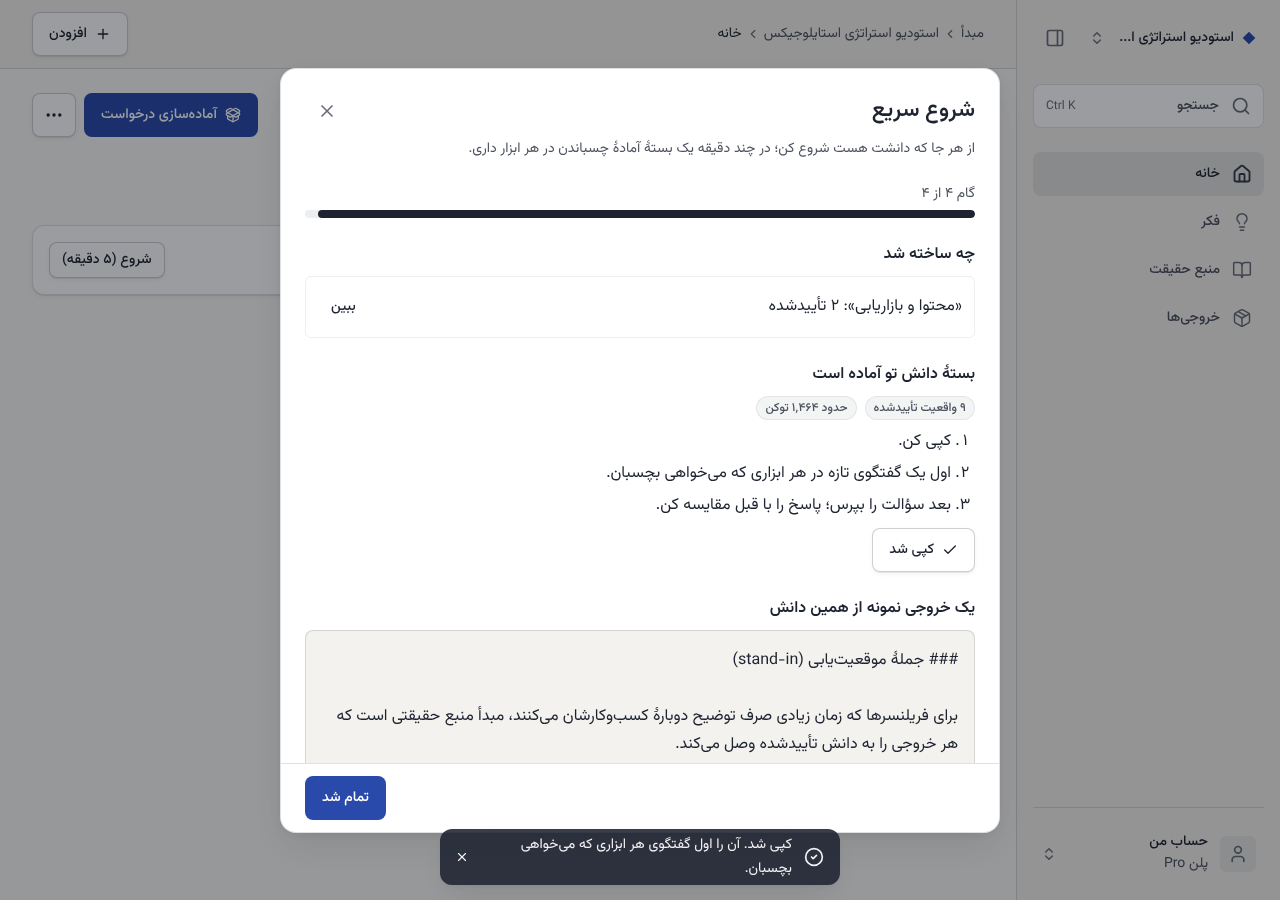 استودیو استراتژی ا...
جستجو
Ctrl K
خانه
فکر
منبع حقیقت
خروجی‌ها
حساب من
پلن Pro
مبدأ
استودیو استراتژی استایلوجیکس
خانه
افزودن
آماده‌سازی درخواست
شروع (۵ دقیقه)
شروع سریع
از هر جا که دانشت هست شروع کن؛ در چند دقیقه یک بستهٔ آمادهٔ چسباندن در هر ابزار داری.
گام ۴ از ۴
چه ساخته شد
«محتوا و بازاریابی»: ۲ تأییدشده
ببین
بستهٔ دانش تو آماده است
۹ واقعیت تأییدشده
حدود ۱٬۴۶۴ توکن
۱. کپی کن.
۲. اول یک گفتگوی تازه در هر ابزاری که می‌خواهی بچسبان.
۳. بعد سؤالت را بپرس؛ پاسخ را با قبل مقایسه کن.
کپی شد
یک خروجی نمونه از همین دانش
### جملهٔ موقعیت‌یابی (stand-in)
برای فریلنسرها که زمان زیادی صرف توضیح دوبارهٔ کسب‌وکارشان می‌کنند، مبدأ منبع حقیقتی است که
هر خروجی را به دانش تأییدشده وصل می‌کند.
تمام شد
کپی شد. آن را اول گفتگوی هر ابزاری که می‌خواهی
بچسبان.